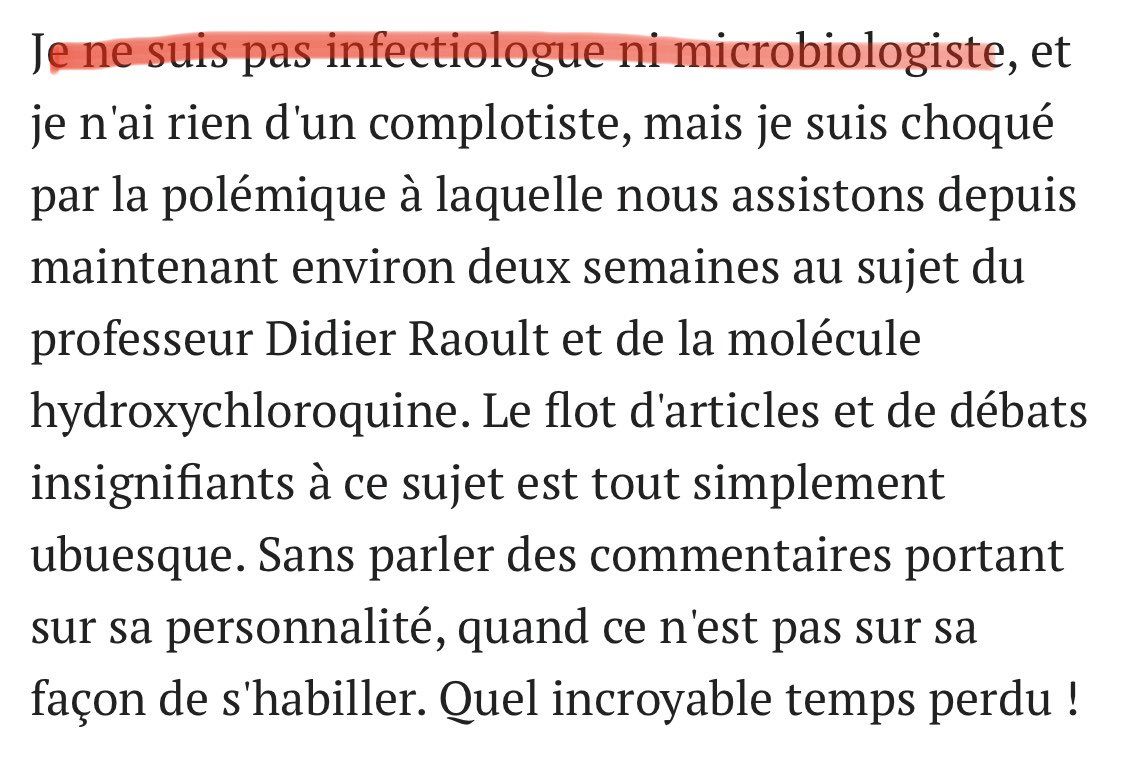 Je ne suis pas infectiologue ni microbiologiste, et
je n'ai rien d'un complotiste, mais je suis choqué
par la polémique à laquelle nous assistons depuis
maintenant environ deux semaines au sujet du
professeur Didier Raoult et de la molécule
hydroxychloroquine. Le flot d'articles et de débats
insignifiants à ce sujet est tout simplement
ubuesque. Sans parler des commentaires portant
sur sa personnalité, quand ce n'est pas sur sa
façon de s'habiller. Quel incroyable temps perdu !